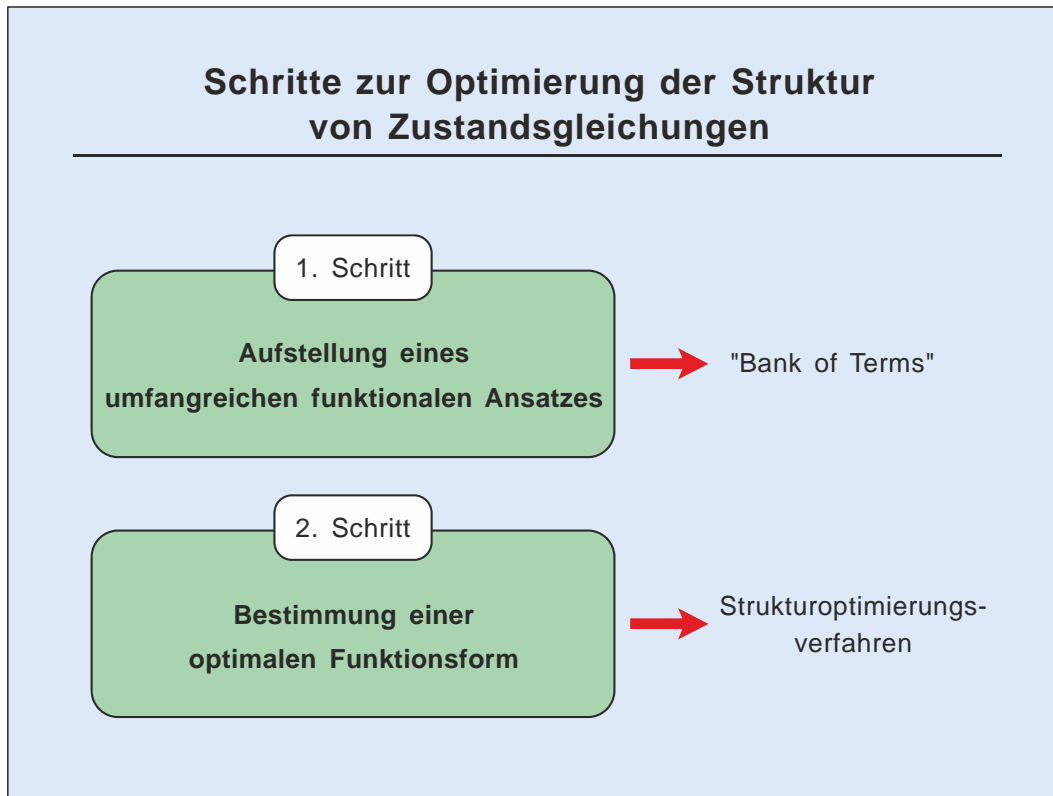 Schritte zur Optimierung der Struktur
von Zustandsgleichungen
1. Schritt
Aufstellung eines
umfangreichen funktionalen Ansatzes
"Bank of Terms"
2. Schritt
Bestimmung einer
optimalen Funktionsform
Strukturoptimierungs-
verfahren